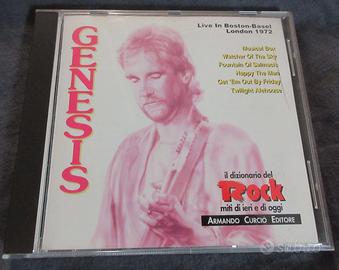 GENESIS
Live In Boston-Basel
London 1972
Musical Box
Watcher Of The Sky
Fountain Of Salmacis
Happy The Man
Get 'Em Out By Friday
Twilight Alehouse
il dizionario del
Rock
miti di ieri e di oggi
ARMANDO CURCIO EDITORE